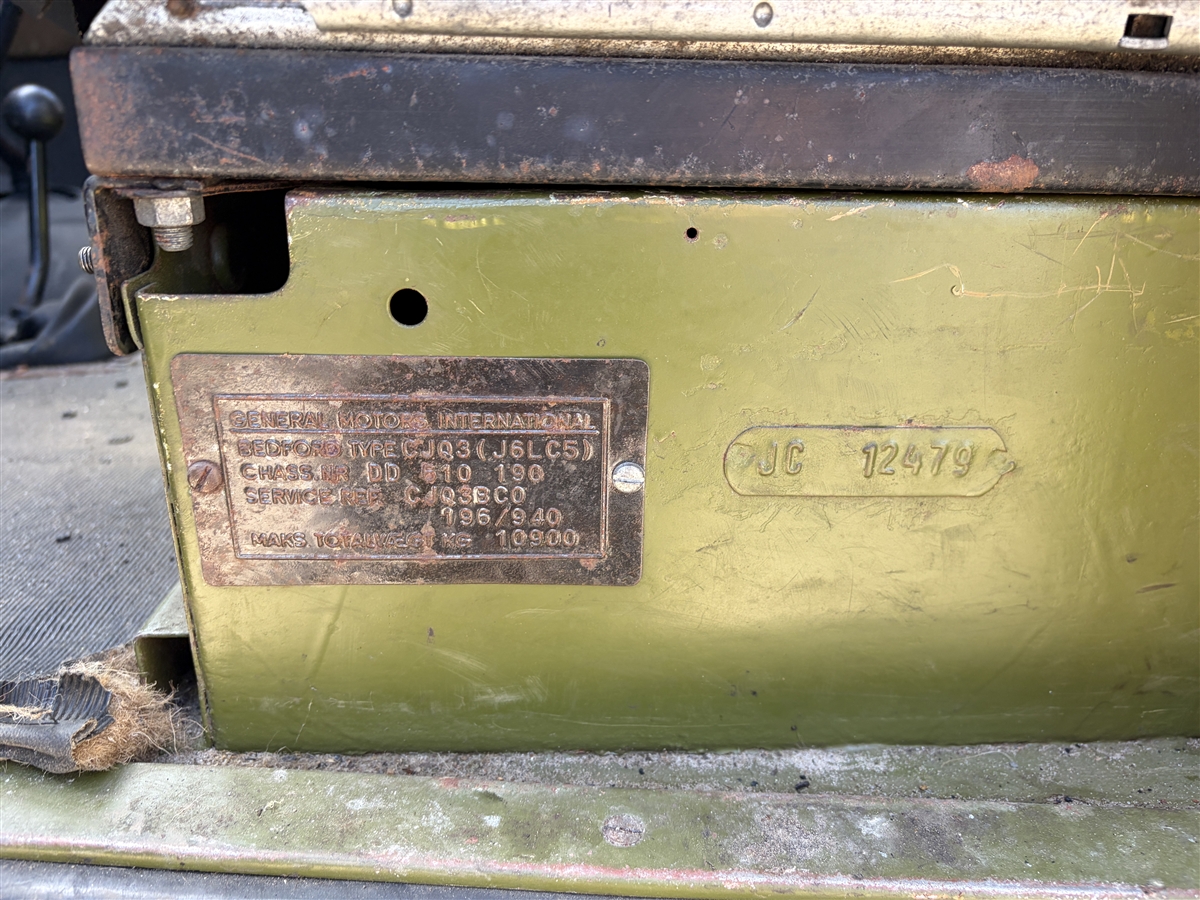 GENERAL MOTORS INTERNATIONAL
BEDFORD TYPE CJQ3(J6LC5)
CHASS.NR DD 510 190
SERVICE REF. CJQ3BC0
196/940
MAKS. TOTALVÆGT KG 10900
JC 12479